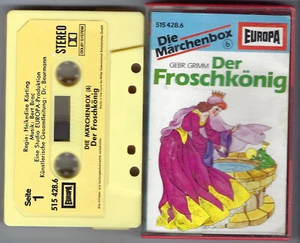 515 428.6
Die
Märchenbox
6
EUROPA
GEBR. GRIMM
Der
Froschkönig
STEREO
DIE MÄRCHENBOX (6)
Der Froschkönig
Regie: Heikedine Körting
Musik: Bert Brac
Eine Studio EUROPA-Produktion
Künstlerische Gesamtleitung: Dr. Beurmann
Seite
1
EUROPA
515 428.6